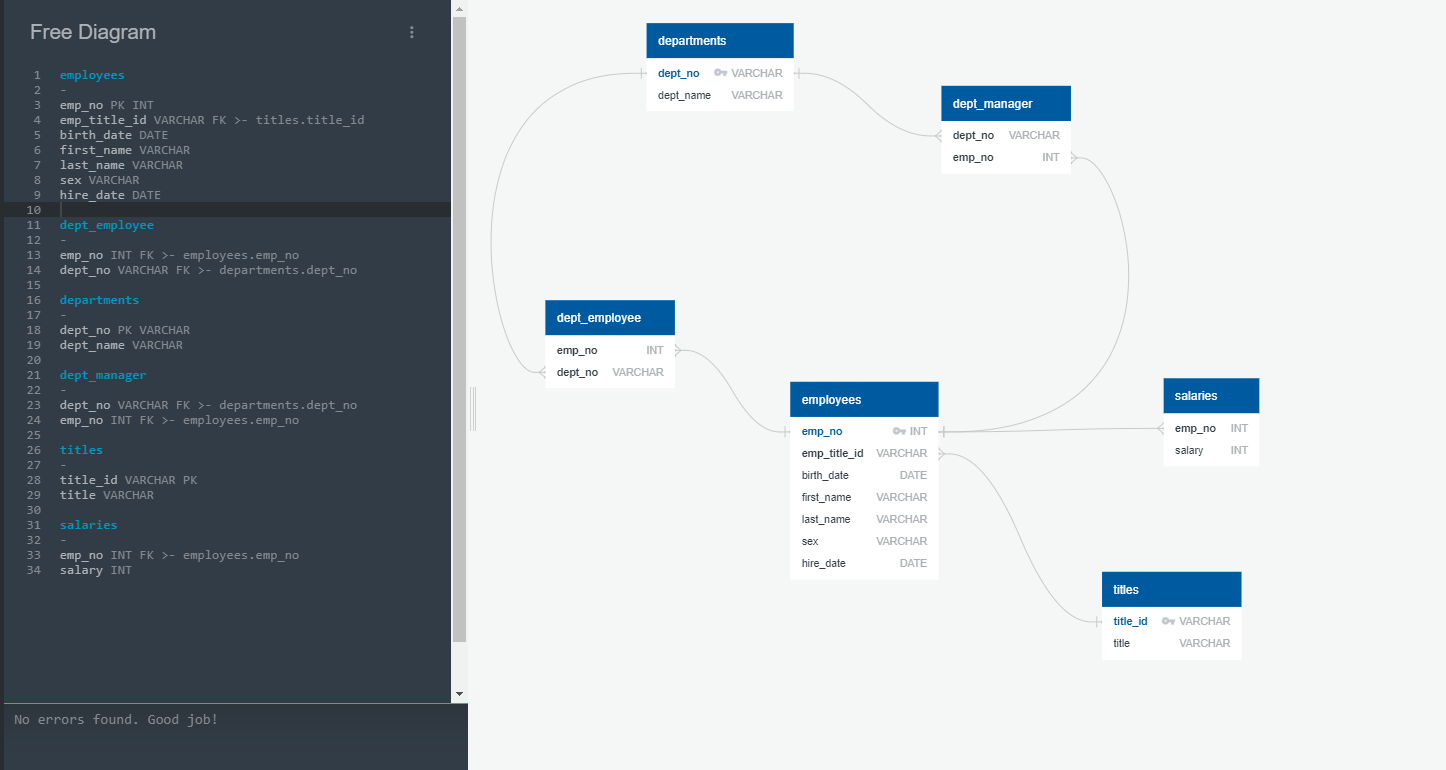 Free Diagram
1 employees
2 -
3 emp_no PK INT
4 emp_title_id VARCHAR FK >- titles.title_id
5 birth_date DATE
6 first_name VARCHAR
7 last_name VARCHAR
8 sex VARCHAR
9 hire_date DATE
10
11 dept_employee
12 -
13 emp_no INT FK >- employees.emp_no
14 dept_no VARCHAR FK >- departments.dept_no
15
16 departments
17 -
18 dept_no PK VARCHAR
19 dept_name VARCHAR
20
21 dept_manager
22 -
23 dept_no VARCHAR FK >- departments.dept_no
24 emp_no INT FK >- employees.emp_no
25
26 titles
27 -
28 title_id VARCHAR PK
29 title VARCHAR
30
31 salaries
32 -
33 emp_no INT FK >- employees.emp_no
34 salary INT
No errors found. Good job!
departments
dept_no VARCHAR
dept_name VARCHAR
dept_manager
dept_no VARCHAR
emp_no INT
dept_employee
emp_no INT
dept_no VARCHAR
employees
emp_no INT
emp_title_id VARCHAR
birth_date DATE
first_name VARCHAR
last_name VARCHAR
sex VARCHAR
hire_date DATE
salaries
emp_no INT
salary INT
titles
title_id VARCHAR
title VARCHAR